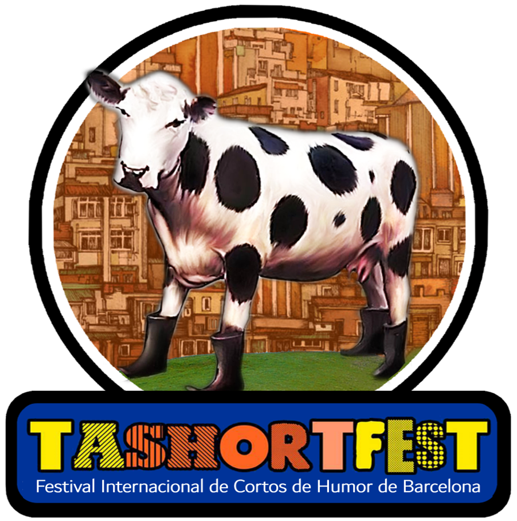 TASHORTFEST
Festival Internacional de Cortos de Humor de Barcelona